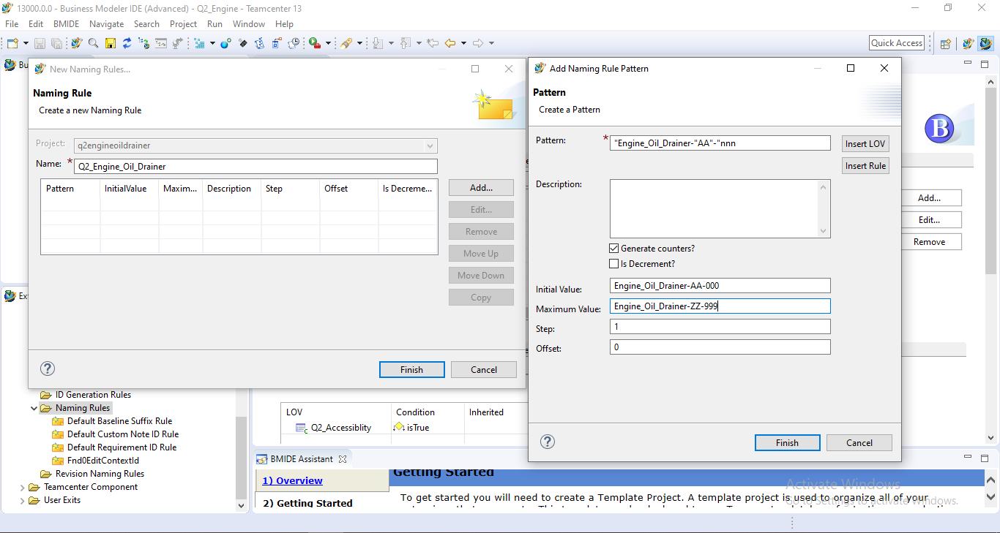 13000.0.0 - Business Modeler IDE (Advanced) - Q2_Engine - Teamcenter 13
File Edit BMIDE Navigate Search Project Run Window Help
Quick Access
Bu
New Naming Rules...
Naming Rule
Create a new Naming Rule
Project: q2engineoildrainer
Name: * Q2_Engine_Oil_Drainer
Pattern InitialValue Maxim... Description Step Offset Is Decreme...
Add...
Edit...
Remove
Move Up
Move Down
Copy
Finish Cancel
Add Naming Rule Pattern
Pattern
Create a Pattern
Pattern: * "Engine_Oil_Drainer-"AA"-"nnn Insert LOV
Insert Rule
Description:
Generate counters?
Is Decrement?
Initial Value: Engine_Oil_Drainer-AA-000
Maximum Value: Engine_Oil_Drainer-ZZ-999
Step: 1
Offset: 0
Finish Cancel
B
Add...
Edit...
Remove
Ex
ID Generation Rules
Naming Rules
Default Baseline Suffix Rule
Default Custom Note ID Rule
Default Requirement ID Rule
Fnd0EditContextId
Revision Naming Rules
Teamcenter Component
User Exits
LOV Condition Inherited
Q2_Accessiblity isTrue
BMIDE Assistant
1) Overview
2) Getting Started
Getting Started
To get started you will need to create a Template Project. A template project is used to organize all of your
Activate Windows
Go to Settings to activate Windows.